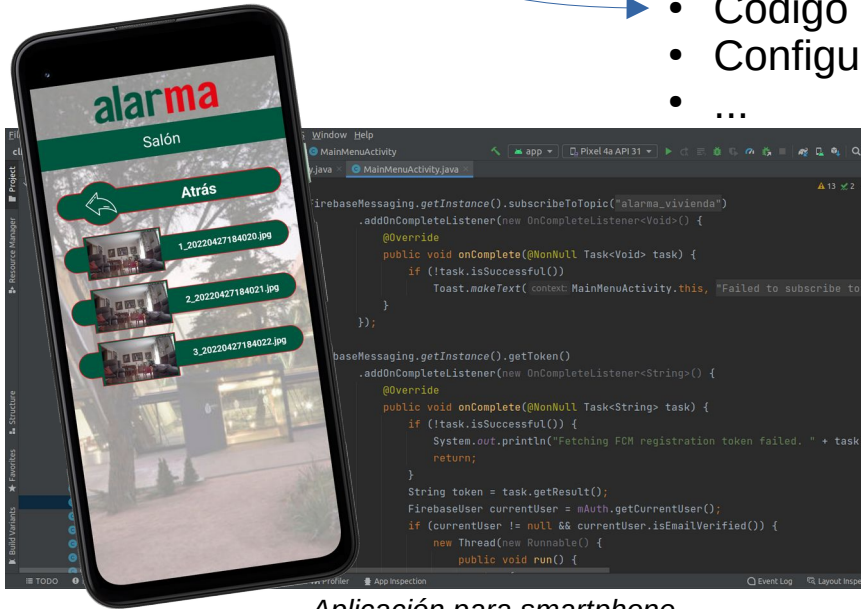 • Código
• Configu
• ...
alarma
Salón
Atrás
1_20220427184020.jpg
2_20220427184021.jpg
3_20220427184022.jpg
Window Help
MainMenuActivity
app
Pixel 4a API 31
.java
MainMenuActivity.java
13
2
Project
Resource Manager
Structure
Favorites
Build Variants
FirebaseMessaging.getInstance().subscribeToTopic("alarma_vivienda")
.addOnCompleteListener(new OnCompleteListener<Void>() {
@Override
public void onComplete(@NonNull Task<Void> task) {
if (!task.isSuccessful())
Toast.makeText( context: MainMenuActivity.this, "Failed to subscribe to
}
});
baseMessaging.getInstance().getToken()
.addOnCompleteListener(new OnCompleteListener<String>() {
@Override
public void onComplete(@NonNull Task<String> task) {
if (!task.isSuccessful()) {
System.out.println("Fetching FCM registration token failed. " + task
return;
}
String token = task.getResult();
FirebaseUser currentUser = mAuth.getCurrentUser();
if (currentUser != null && currentUser.isEmailVerified()) {
new Thread(new Runnable() {
public void run() {
TODO
Profiler
App Inspection
Event Log
Layout Inspe
Aplicación para smartphone